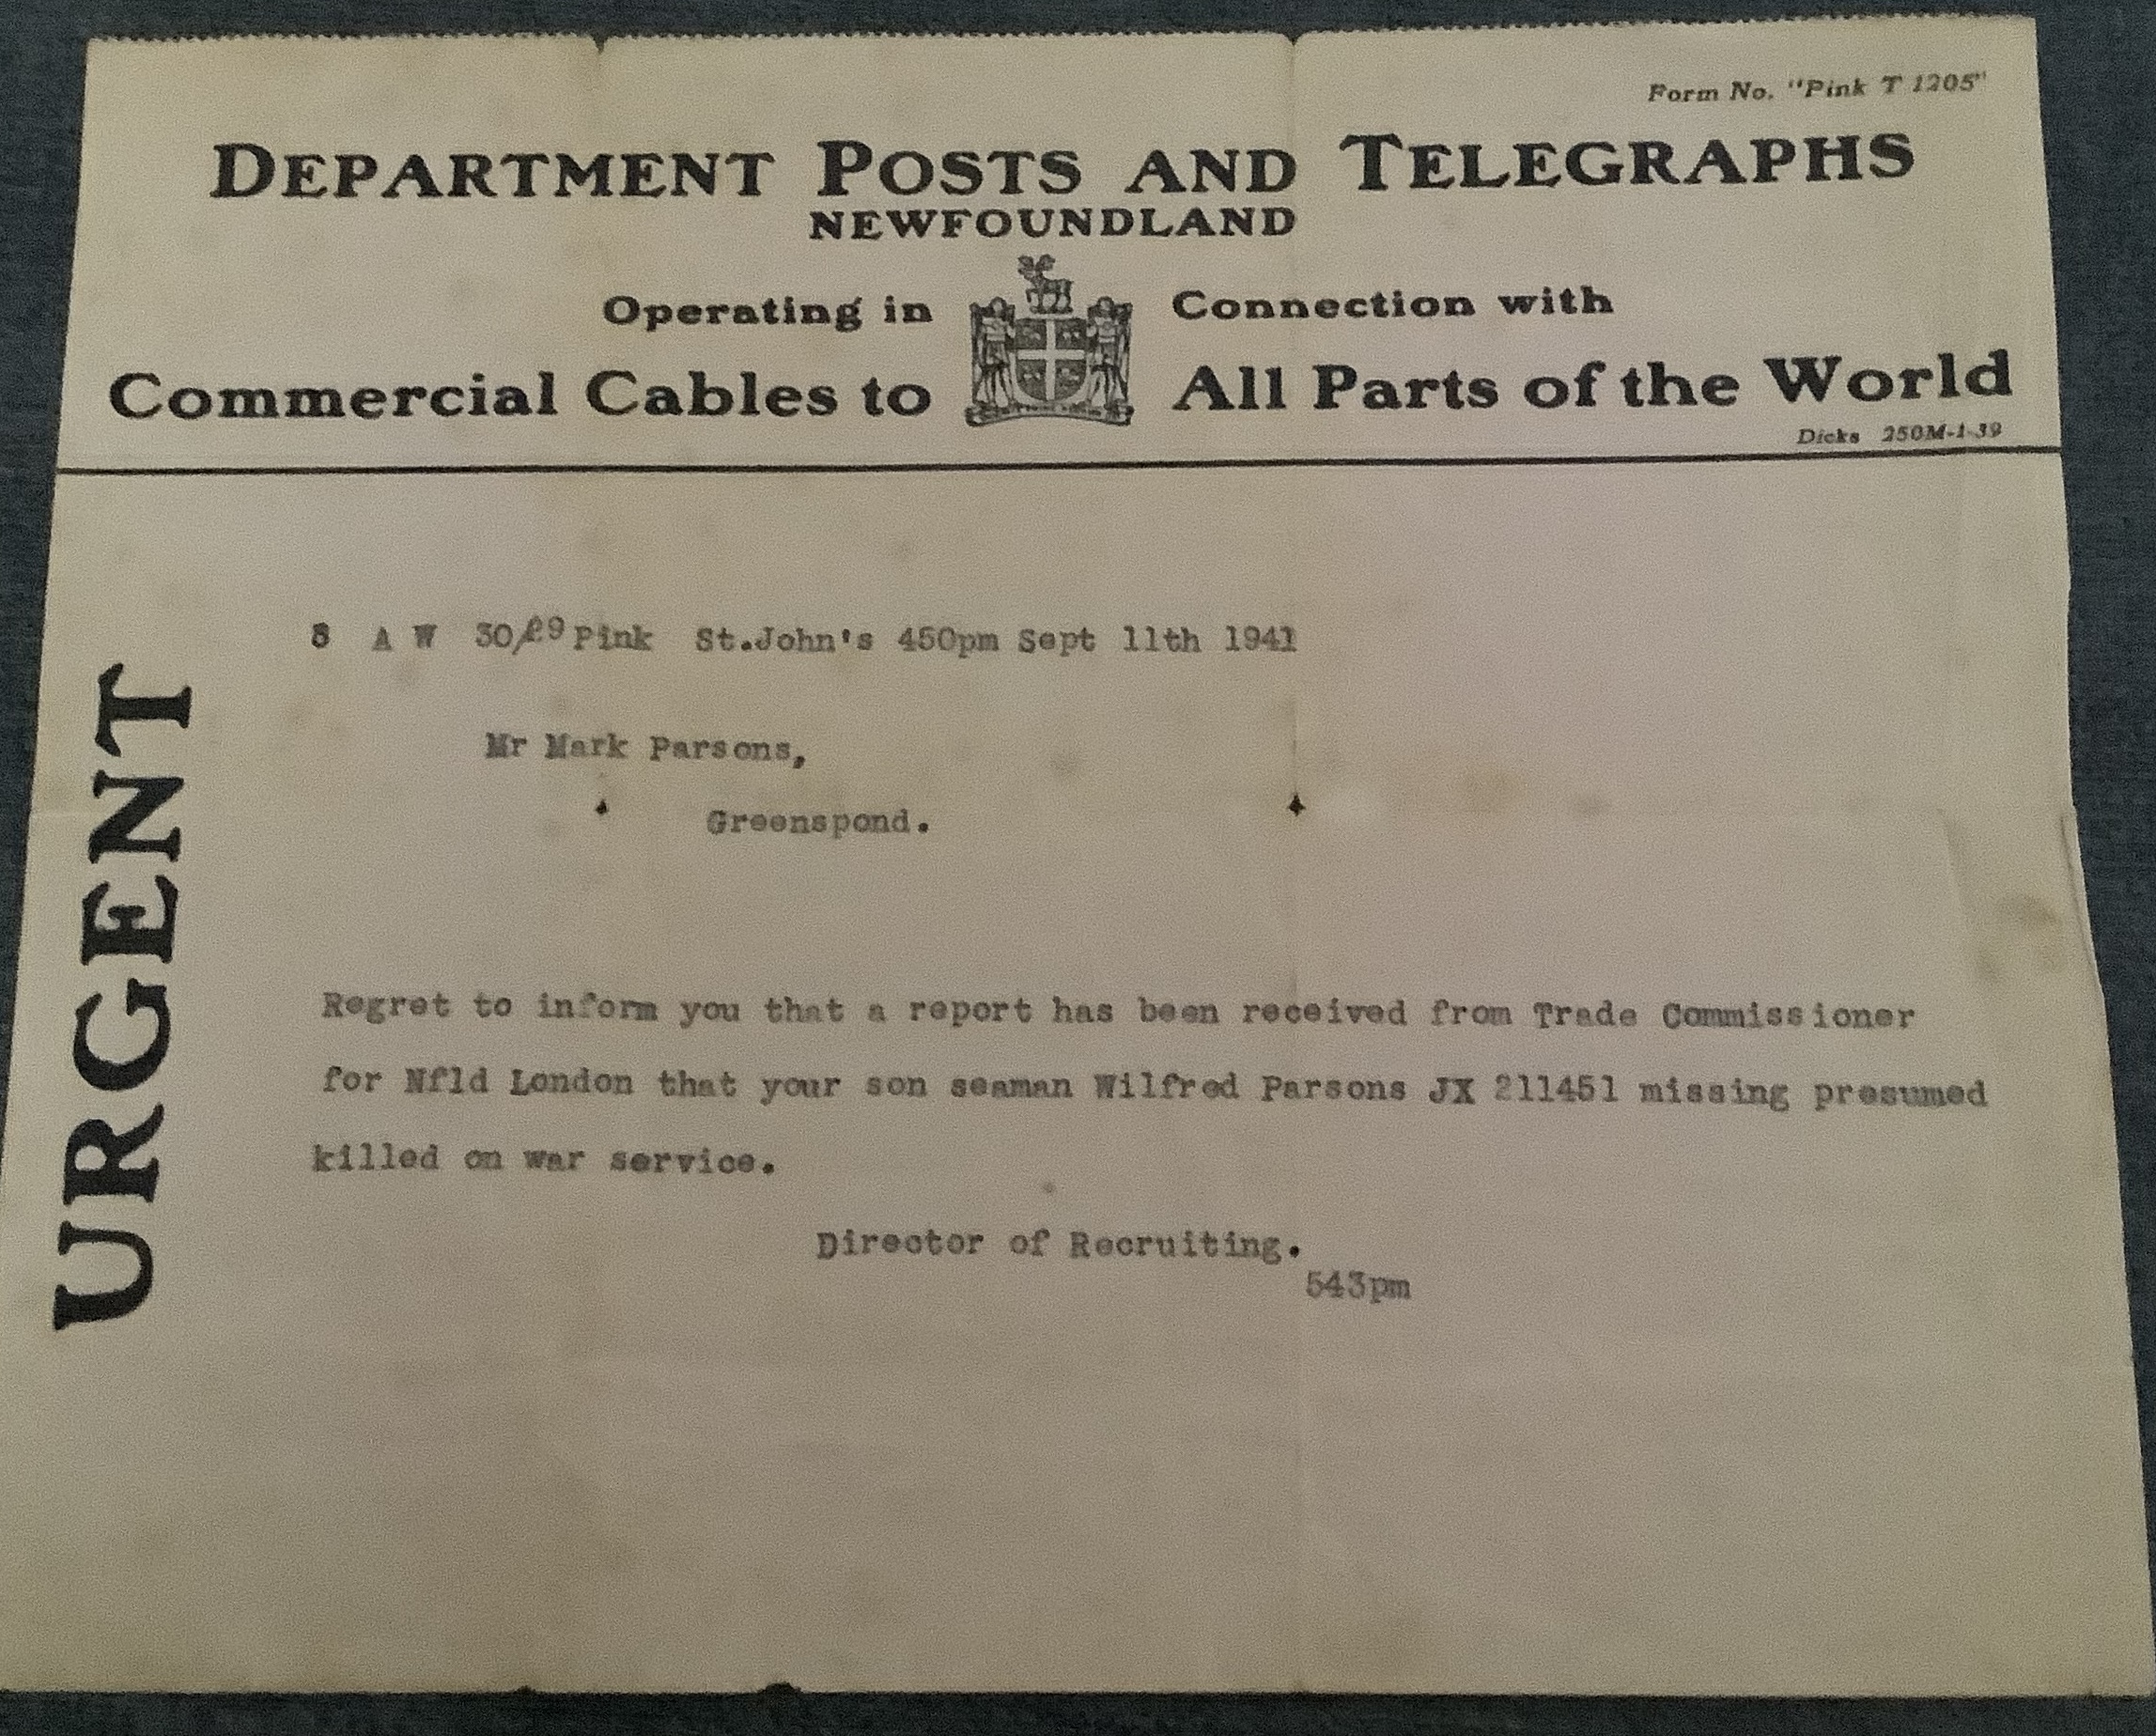 Form No. "Pink T 1205"
DEPARTMENT POSTS AND TELEGRAPHS
NEWFOUNDLAND
Operating in Connection with
Commercial Cables to All Parts of the World
Dicks 250M-1-39
URGENT
8 A W 30/29 Pink St.John's 450pm Sept 11th 1941
Mr Mark Parsons,
Greenspond.
Regret to inform you that a report has been received from Trade Commissioner
for Nfld London that your son seaman Wilfred Parsons JX 211451 missing presumed
killed on war service.
Director of Recruiting.
543pm